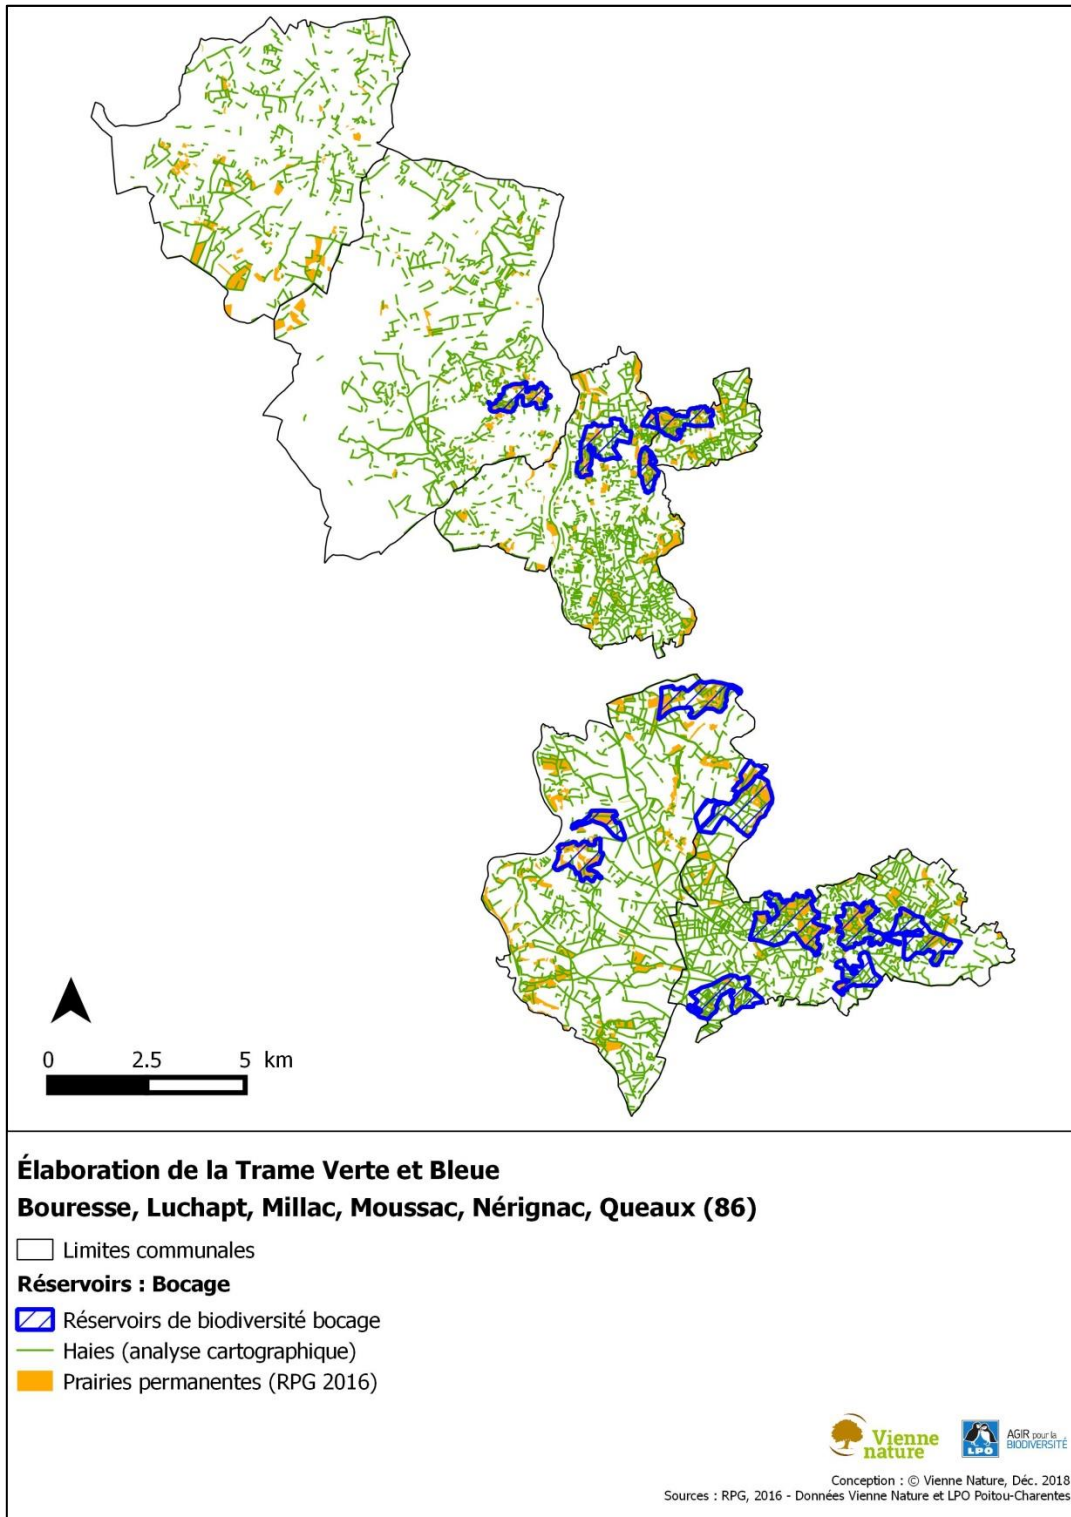 0 2.5 5 km
Élaboration de la Trame Verte et Bleue
Bouresse, Luchapt, Millac, Moussac, Nérignac, Queaux (86)
Limites communales
Réservoirs : Bocage
Réservoirs de biodiversité bocage
Haies (analyse cartographique)
Prairies permanentes (RPG 2016)
Vienne
nature
LPO
AGIR pour la
BIODIVERSITÉ
Conception : © Vienne Nature, Déc. 2018
Sources : RPG, 2016 - Données Vienne Nature et LPO Poitou-Charentes